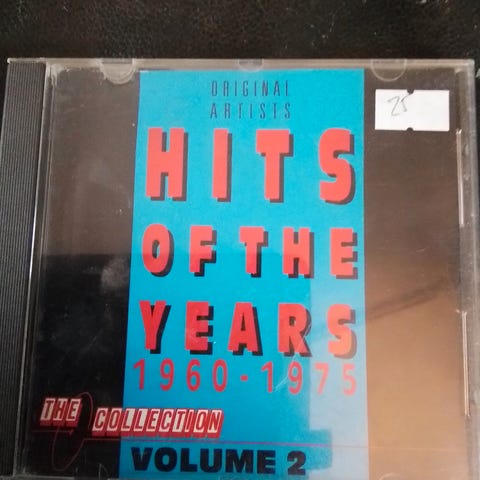 ORIGINAL
ARTISTS
25
HITS
OF THE
YEARS
1960-1975
THE COLLECTION
VOLUME 2